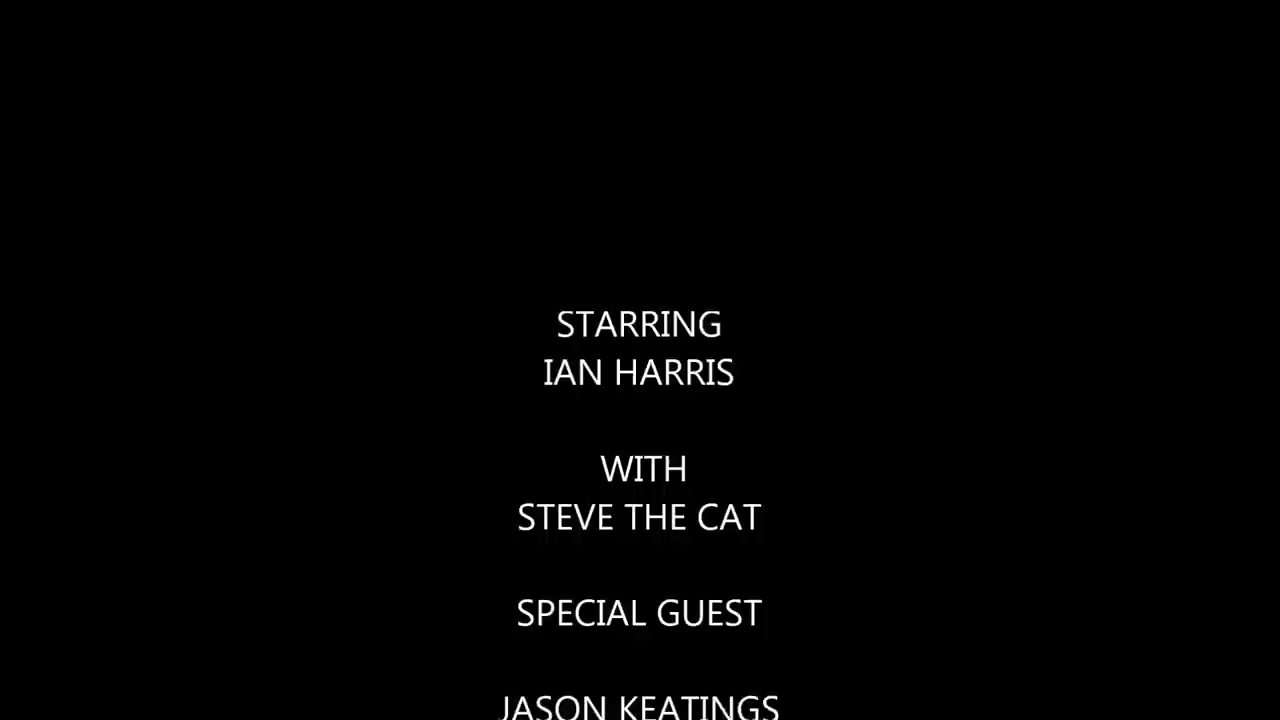 STARRING
IAN HARRIS
WITH
STEVE THE CAT
SPECIAL GUEST
JASON KEATINGS